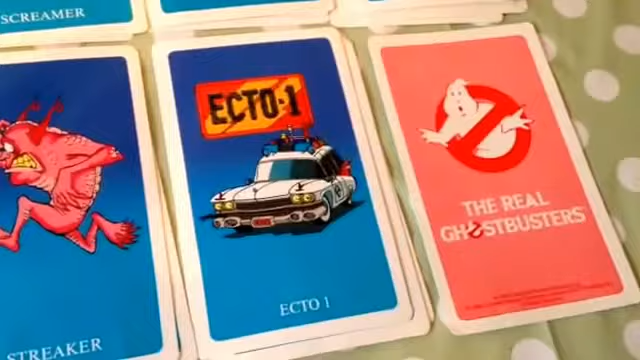 SCREAMER
ECTO-1
ECTO 1
STREAKER
THE REAL
GHOSTBUSTERS